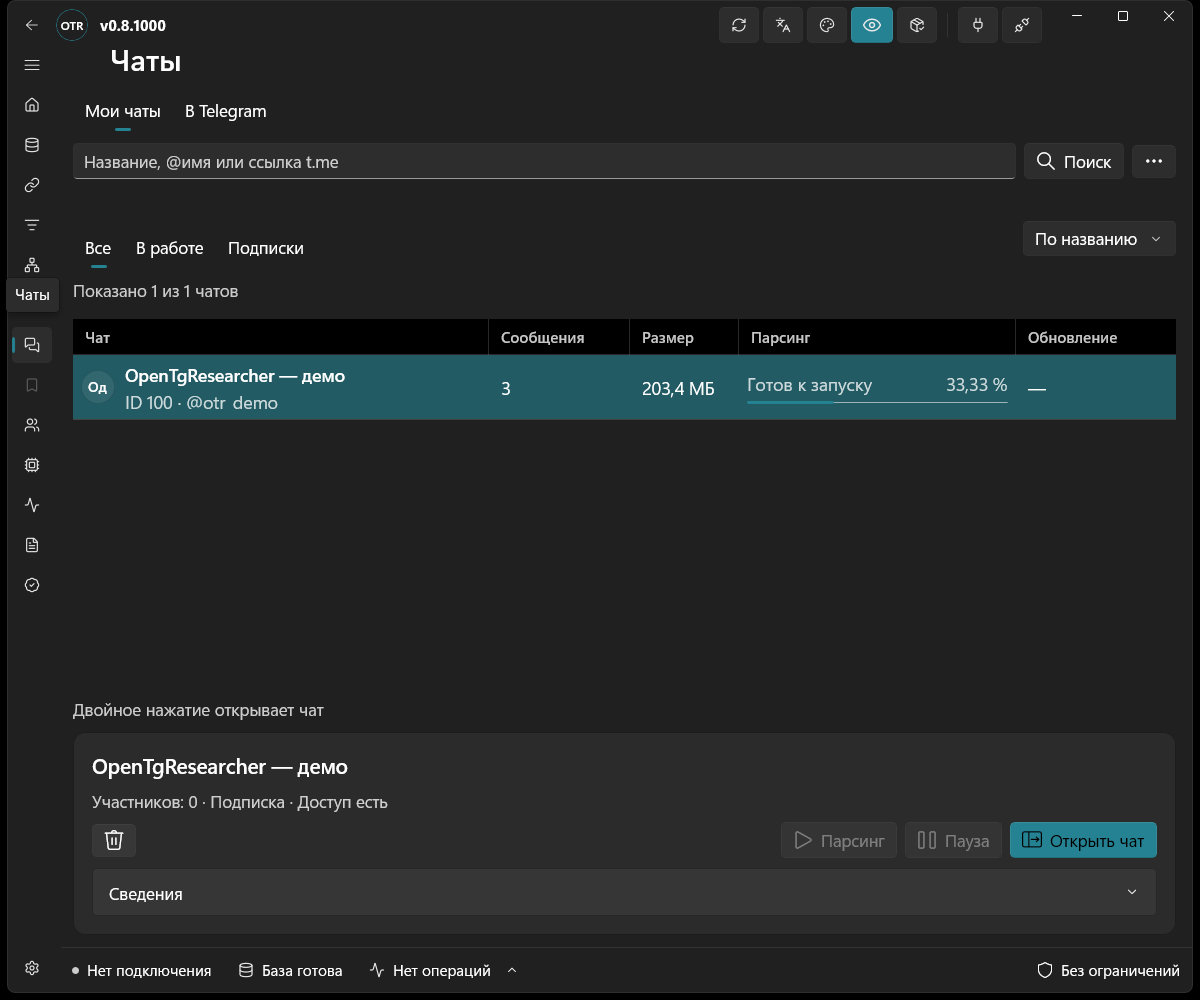 OTR v0.8.1000
Чаты
Мои чаты В Telegram
Название, @имя или ссылка t.me Поиск
Все В работе Подписки По названию
Чаты
Показано 1 из 1 чатов
Чат Сообщения Размер Парсинг Обновление
Од OpenTgResearcher — демо
ID 100 · @otr_demo 3 203,4 МБ Готов к запуску 33,33 % —
Двойное нажатие открывает чат
OpenTgResearcher — демо
Участников: 0 · Подписка · Доступ есть
Парсинг Пауза Открыть чат
Сведения
Нет подключения База готова Нет операций Без ограничений